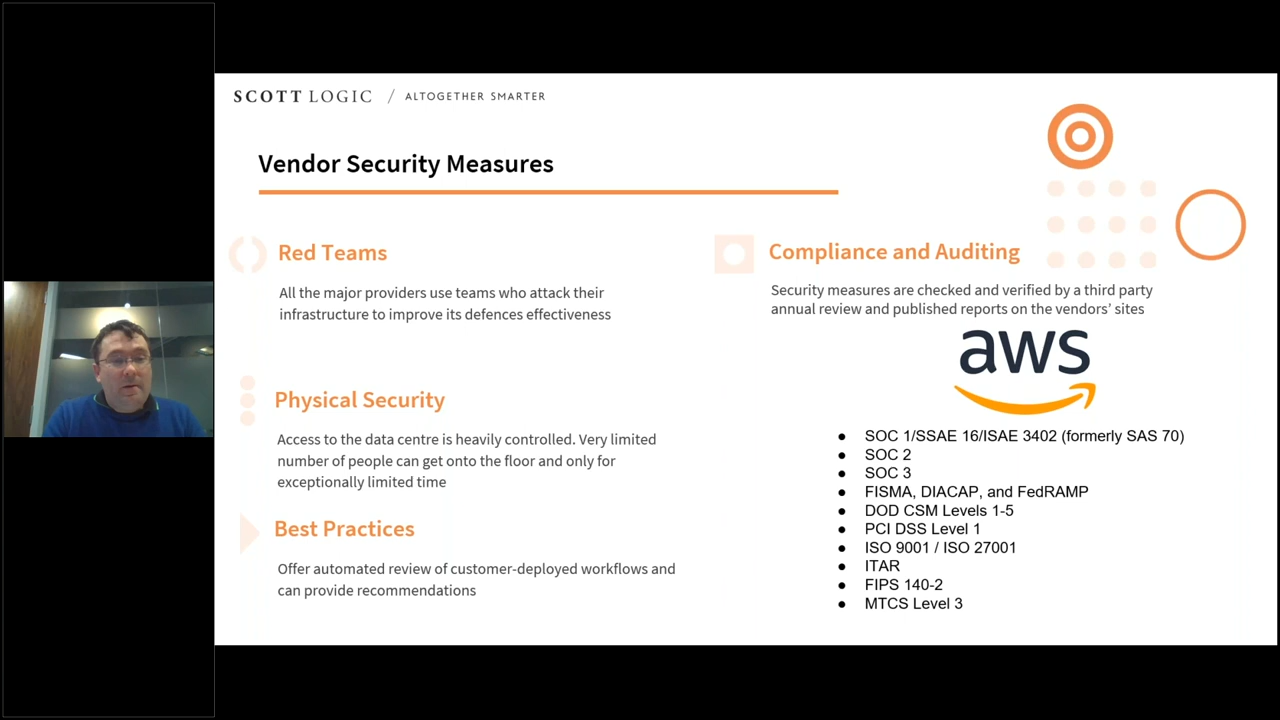 SCOTT LOGIC / ALTOGETHER SMARTER
Vendor Security Measures
Red Teams
All the major providers use teams who attack their
infrastructure to improve its defences effectiveness
Physical Security
Access to the data centre is heavily controlled. Very limited
number of people can get onto the floor and only for
exceptionally limited time
Best Practices
Offer automated review of customer-deployed workflows and
can provide recommendations
Compliance and Auditing
Security measures are checked and verified by a third party
annual review and published reports on the vendors’ sites
aws
● SOC 1/SSAE 16/ISAE 3402 (formerly SAS 70)
● SOC 2
● SOC 3
● FISMA, DIACAP, and FedRAMP
● DOD CSM Levels 1-5
● PCI DSS Level 1
● ISO 9001 / ISO 27001
● ITAR
● FIPS 140-2
● MTCS Level 3